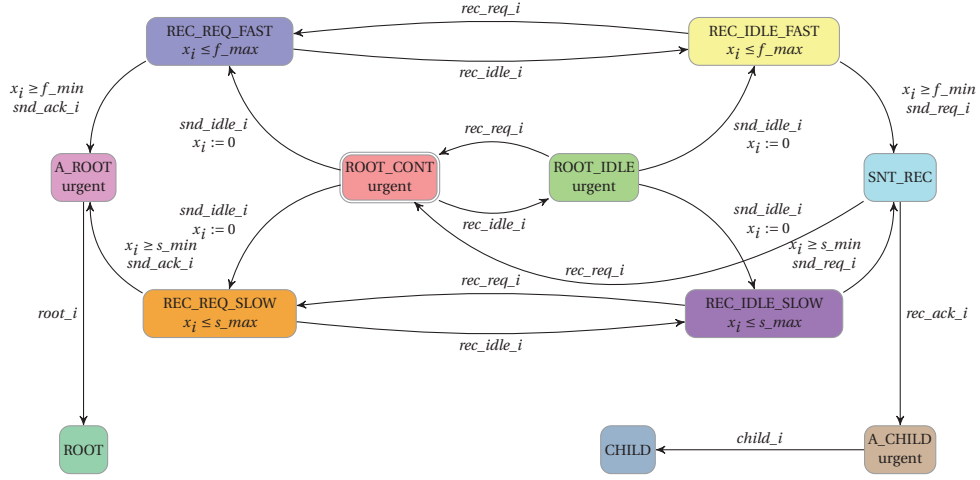 rec_req_i
REC_REQ_FAST
x_i ≤ f_max
REC_IDLE_FAST
x_i ≤ f_max
rec_idle_i
x_i ≥ f_min
snd_ack_i
x_i ≥ f_min
snd_req_i
snd_idle_i
x_i := 0
rec_req_i
snd_idle_i
x_i := 0
A_ROOT
urgent
ROOT_CONT
urgent
ROOT_IDLE
urgent
SNT_REC
snd_idle_i
x_i := 0
rec_idle_i
snd_idle_i
x_i := 0
x_i ≥ s_min
snd_ack_i
x_i ≥ s_min
snd_req_i
rec_req_i
rec_req_i
REC_REQ_SLOW
x_i ≤ s_max
REC_IDLE_SLOW
x_i ≤ s_max
root_i
rec_ack_i
rec_idle_i
ROOT
CHILD
child_i
A_CHILD
urgent